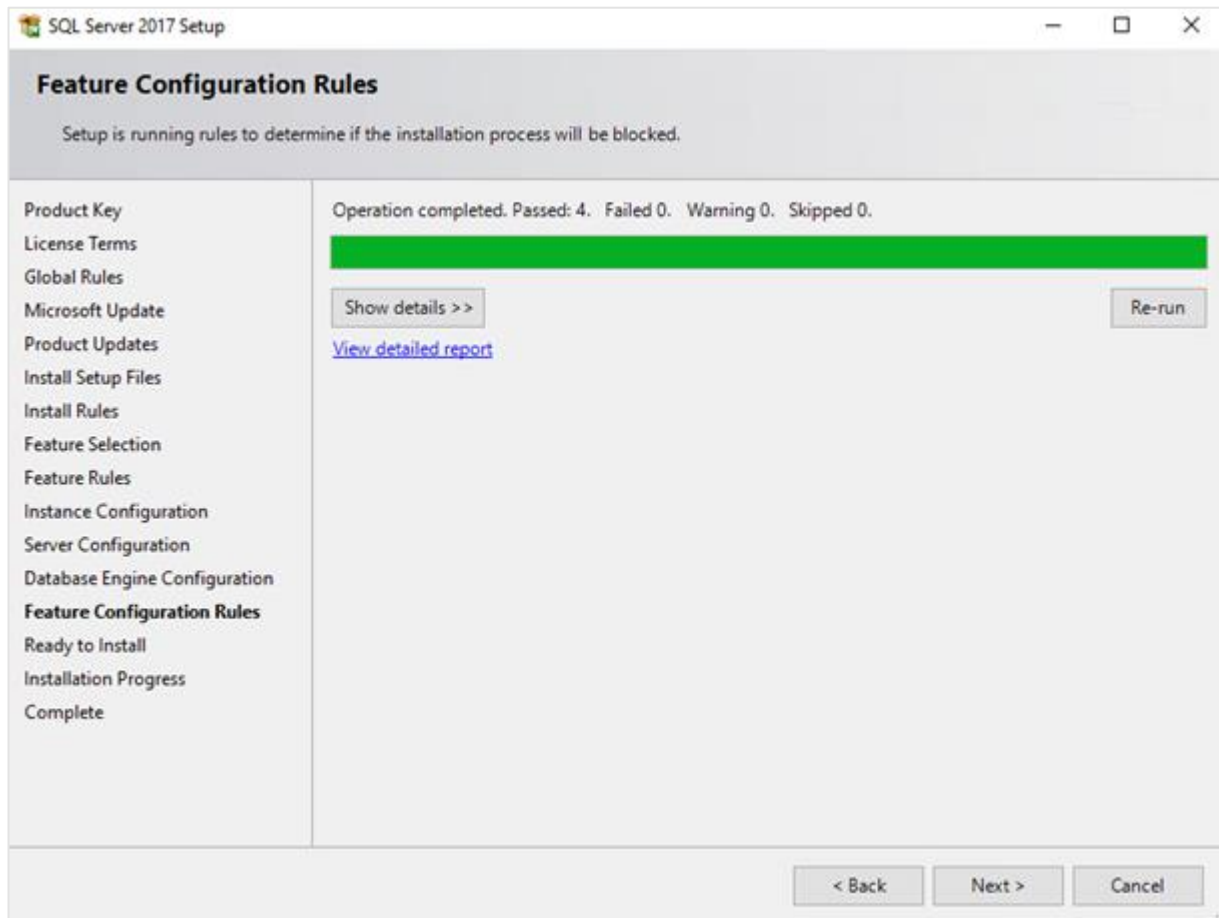 SQL Server 2017 Setup
Feature Configuration Rules
Setup is running rules to determine if the installation process will be blocked.
Product Key
License Terms
Global Rules
Microsoft Update
Product Updates
Install Setup Files
Install Rules
Feature Selection
Feature Rules
Instance Configuration
Server Configuration
Database Engine Configuration
Feature Configuration Rules
Ready to Install
Installation Progress
Complete
Operation completed. Passed: 4. Failed 0. Warning 0. Skipped 0.
Show details >>
Re-run
View detailed report
< Back
Next >
Cancel